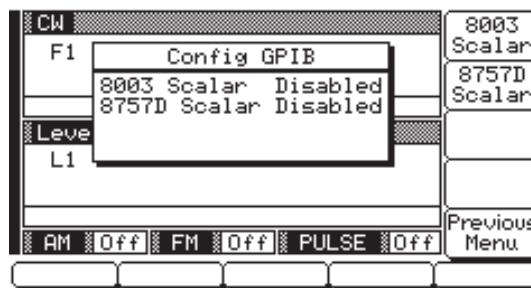 CW
F1
Config GPIB
8003 Scalar Disabled
8757D Scalar Disabled
Leve
L1
AM Off FM Off PULSE Off
8003
Scalar
8757D
Scalar
Previous
Menu